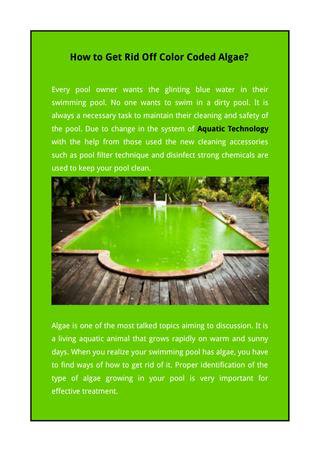 How to Get Rid Off Color Coded Algae?
Every pool owner wants the glinting blue water in their
swimming pool. No one wants to swim in a dirty pool. It is
always a necessary task to maintain their cleaning and safety of
the pool. Due to change in the system of Aquatic Technology
with the help from those used the new cleaning accessories
such as pool filter technique and disinfect strong chemicals are
used to keep your pool clean.
Algae is one of the most talked topics aiming to discussion. It is
a living aquatic animal that grows rapidly on warm and sunny
days. When you realize your swimming pool has algae, you have
to find ways of how to get rid of it. Proper identification of the
type of algae growing in your pool is very important for
effective treatment.